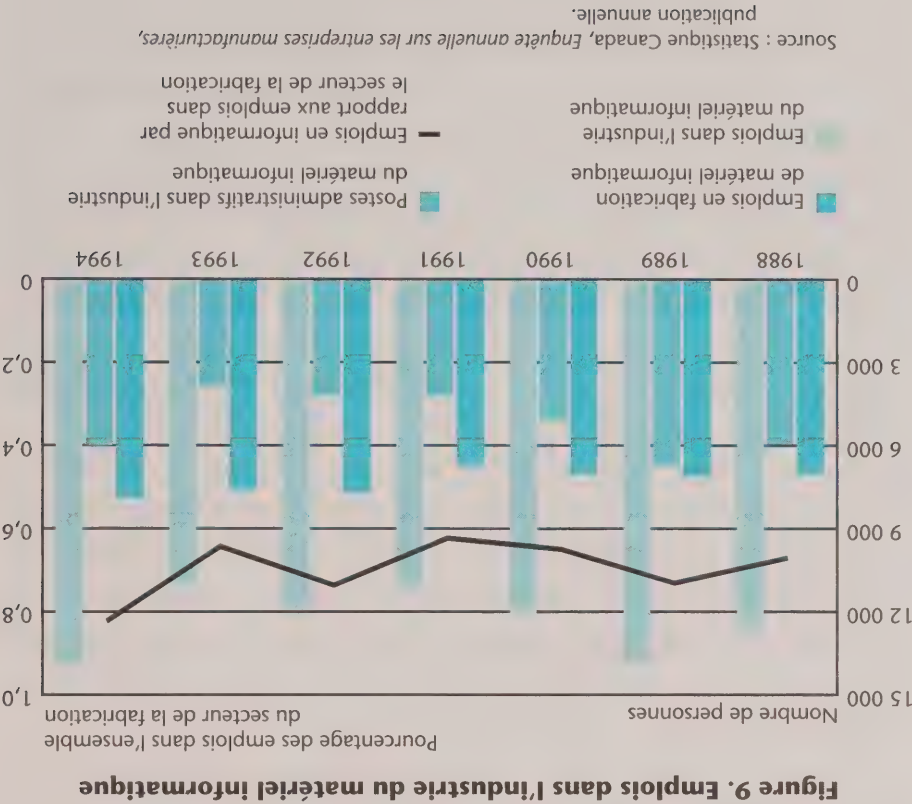 Figure 9. Emplois dans l'industrie du matériel informatique
Nombre de personnes
Pourcentage des emplois dans l'ensemble
du secteur de la fabrication
15 000
12 000
9 000
6 000
3 000
0
1,0
0,8
0,6
0,4
0,2
0
1988 1989 1990 1991 1992 1993 1994
Emplois en fabrication
de matériel informatique
Postes administratifs dans l'industrie
du matériel informatique
Emplois dans l'industrie
du matériel informatique
Emplois en informatique par
rapport aux emplois dans
le secteur de la fabrication
Source : Statistique Canada, Enquête annuelle sur les entreprises manufacturières,
publication annuelle.